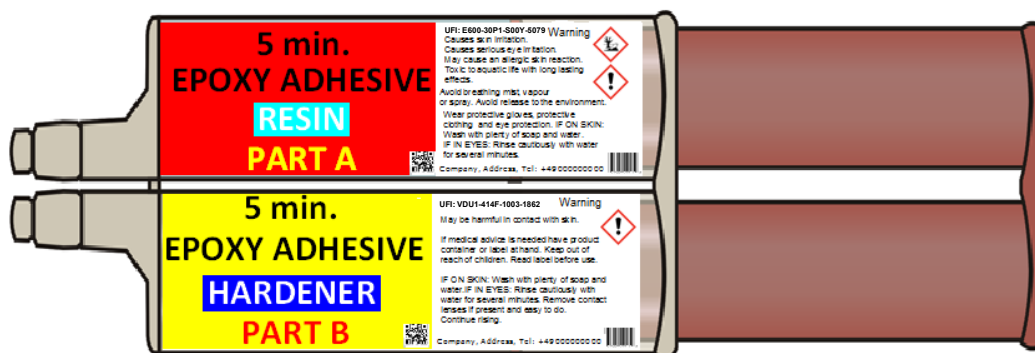 5 min.
EPOXY ADHESIVE
RESIN
PART A
UFI: E600-30P1-S00Y-5079 Warning
Causes skin irritation.
Causes serious eye irritation.
May cause an allergic skin reaction.
Toxic to aquatic life with long lasting
effects.
Avoid breathing mist, vapour
or spray. Avoid release to the environment.
Wear protective gloves, protective
clothing and eye protection. IF ON SKIN:
Wash with plenty of soap and water.
IF IN EYES: Rinse cautiously with water
for several minutes.
Company, Address, Tel: +49000000000
5 min.
EPOXY ADHESIVE
HARDENER
PART B
UFI: VDU1-414F-1003-1862 Warning
May be harmful in contact with skin.
If medical advice is needed have product
container or label at hand. Keep out of
reach of children. Read label before use.
IF ON SKIN: Wash with plenty of soap and
water.IF IN EYES: Rinse cautiously with
water for several minutes. Remove contact
lenses if present and easy to do.
Continue rising.
Company, Address, Tel: +49000000000